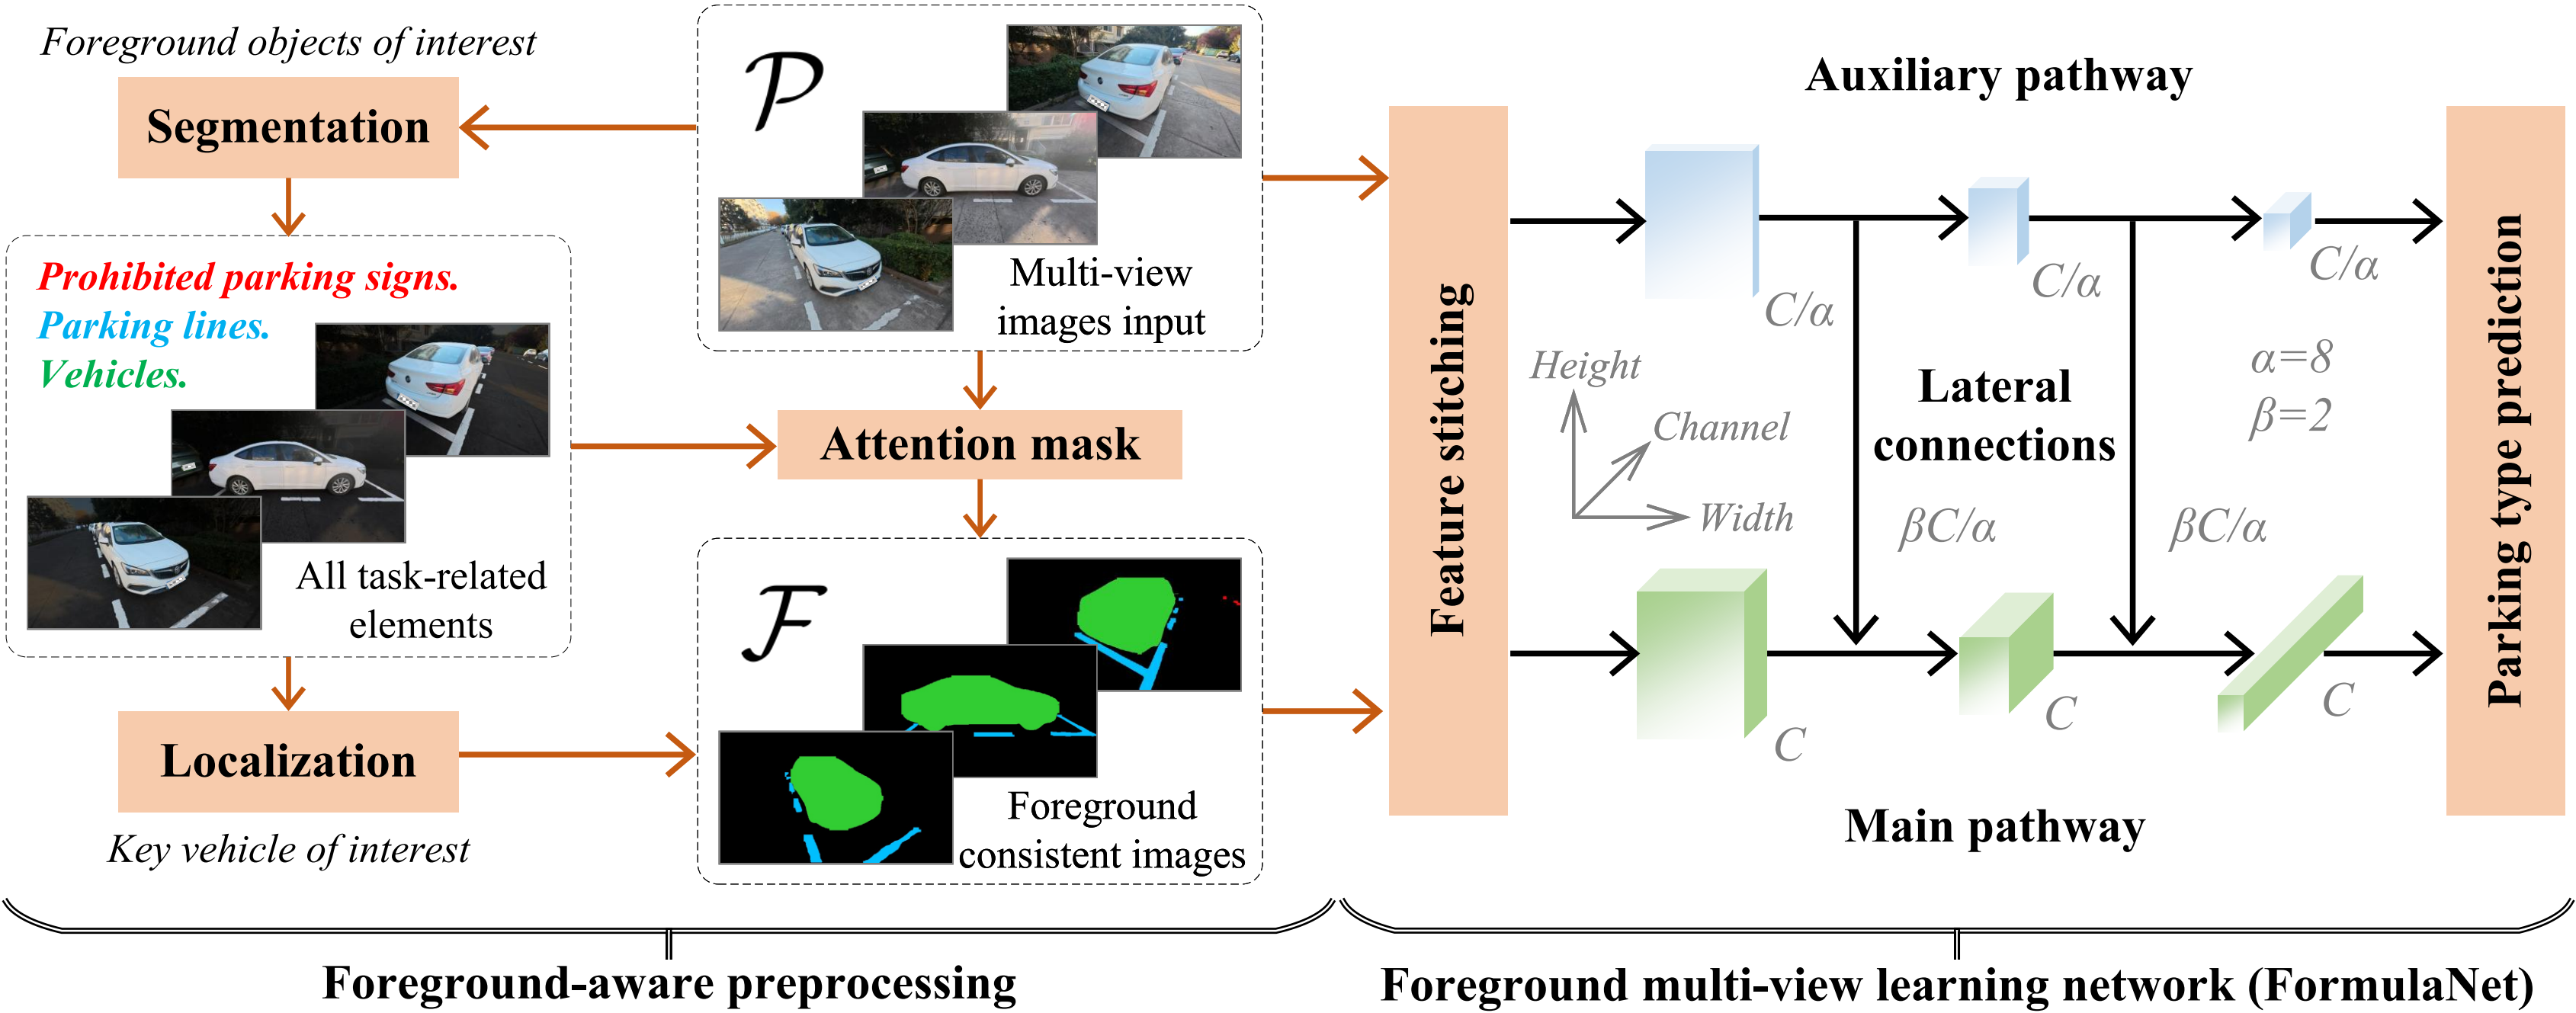 Foreground objects of interest
Segmentation
Prohibited parking signs.
Parking lines.
Vehicles.
All task-related
elements
Localization
Key vehicle of interest
𝒫
Multi-view
images input
Attention mask
ℱ
Foreground
consistent images
Foreground-aware preprocessing
Feature stitching
Auxiliary pathway
C/α
C/α
C/α
Height
Channel
Width
Lateral
connections
α=8
β=2
βC/α
βC/α
C
C
C
Main pathway
Parking type prediction
Foreground multi-view learning network (FormulaNet)